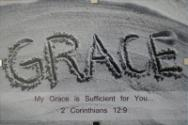 GRACE
My Grace is Sufficient for You...
2 Corinthians 12:9